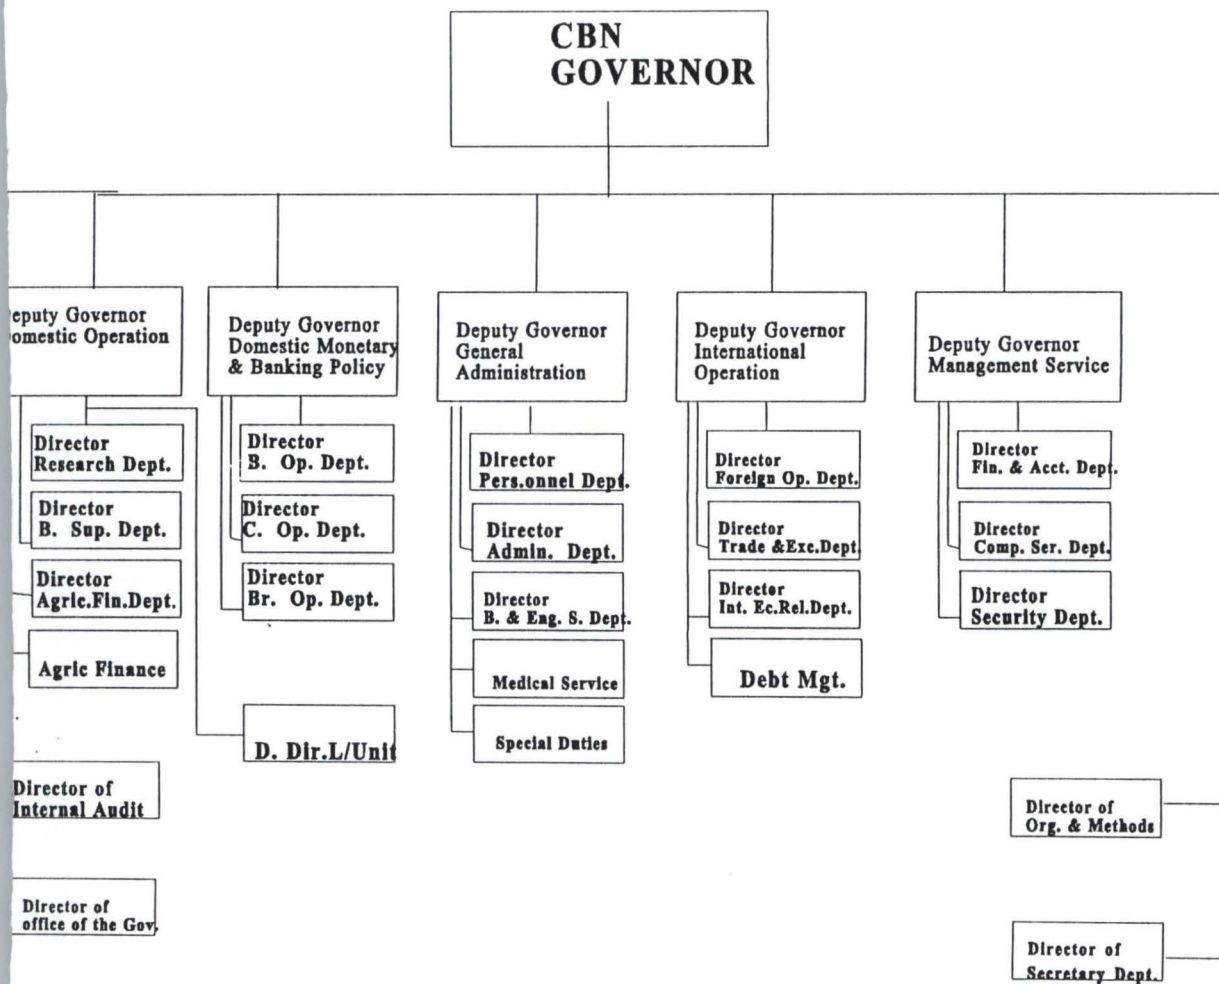 CBN
GOVERNOR
eputy Governor
omestic Operation
Deputy Governor
Domestic Monetary
& Banking Policy
Deputy Governor
General
Administration
Deputy Governor
International
Operation
Deputy Governor
Management Service
Director
Research Dept.
Director
B. Sup. Dept.
Director
Agric.Fin.Dept.
Agric Finance
Director
B. Op. Dept.
Director
C. Op. Dept.
Director
Br. Op. Dept.
D. Dir.L/Unit
Director
Pers.onnel Dept.
Director
Admin. Dept.
Director
B. & Eng. S. Dept.
Medical Service
Special Duties
Director
Foreign Op. Dept.
Director
Trade &Exc.Dept.
Director
Int. Ec.Rel.Dept.
Debt Mgt.
Director
Fin. & Acct. Dept.
Director
Comp. Ser. Dept.
Director
Security Dept.
Director of
Internal Audit
Director of
office of the Gov.
Director of
Org. & Methods
Director of
Secretary Dept.